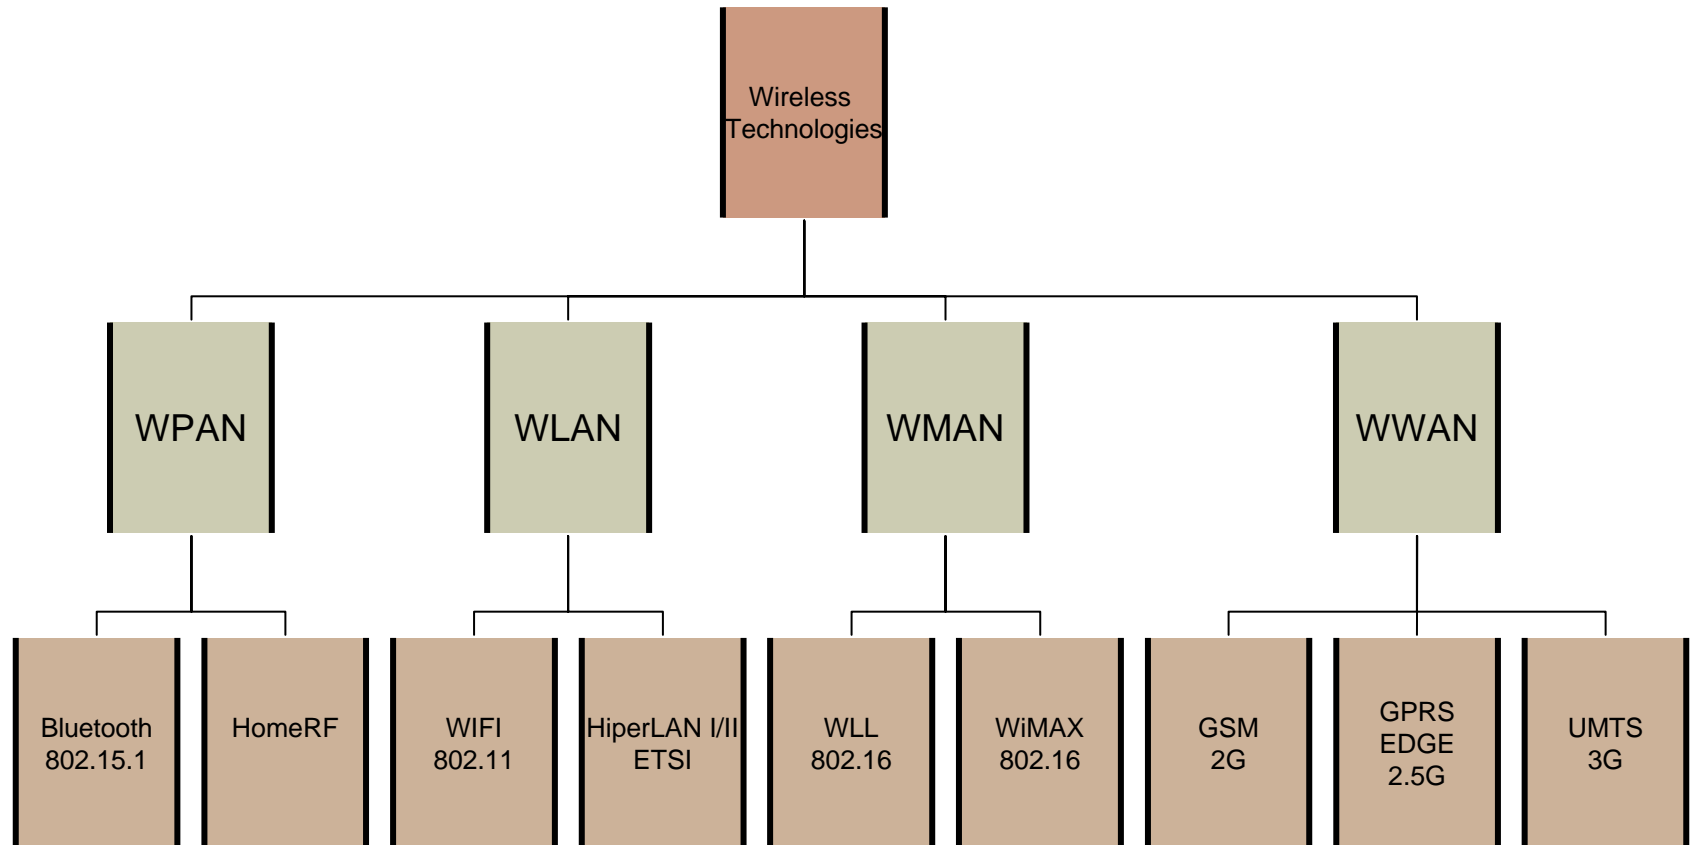 Wireless
Technologies
WPAN
WLAN
WMAN
WWAN
Bluetooth
802.15.1
HomeRF
WIFI
802.11
HiperLAN I/II
ETSI
WLL
802.16
WiMAX
802.16
GSM
2G
GPRS
EDGE
2.5G
UMTS
3G